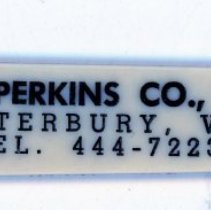 PERKINS CO.,
TERBURY, V
EL. 444-7223